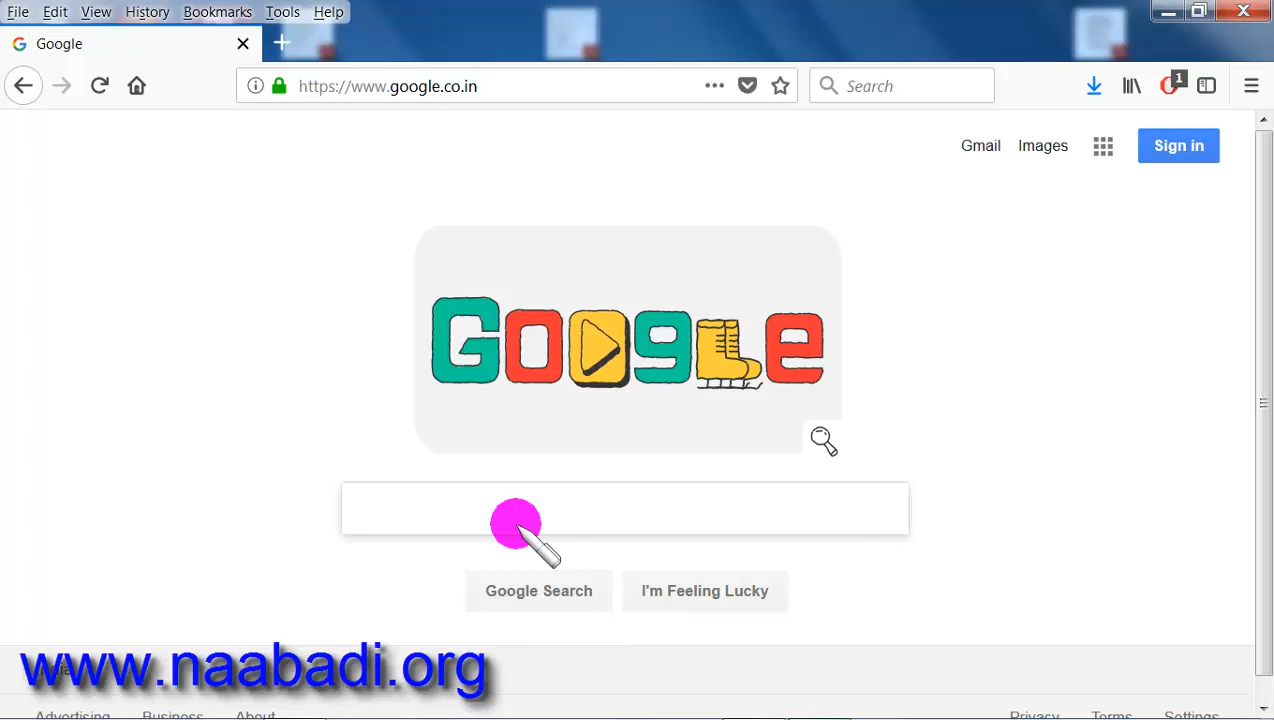 File Edit View History Bookmarks Tools Help
Google
https://www.google.co.in
Search
1
Gmail Images Sign in
Google
Google Search I'm Feeling Lucky
www.naabadi.org
Advertising Business About Privacy Terms Settings